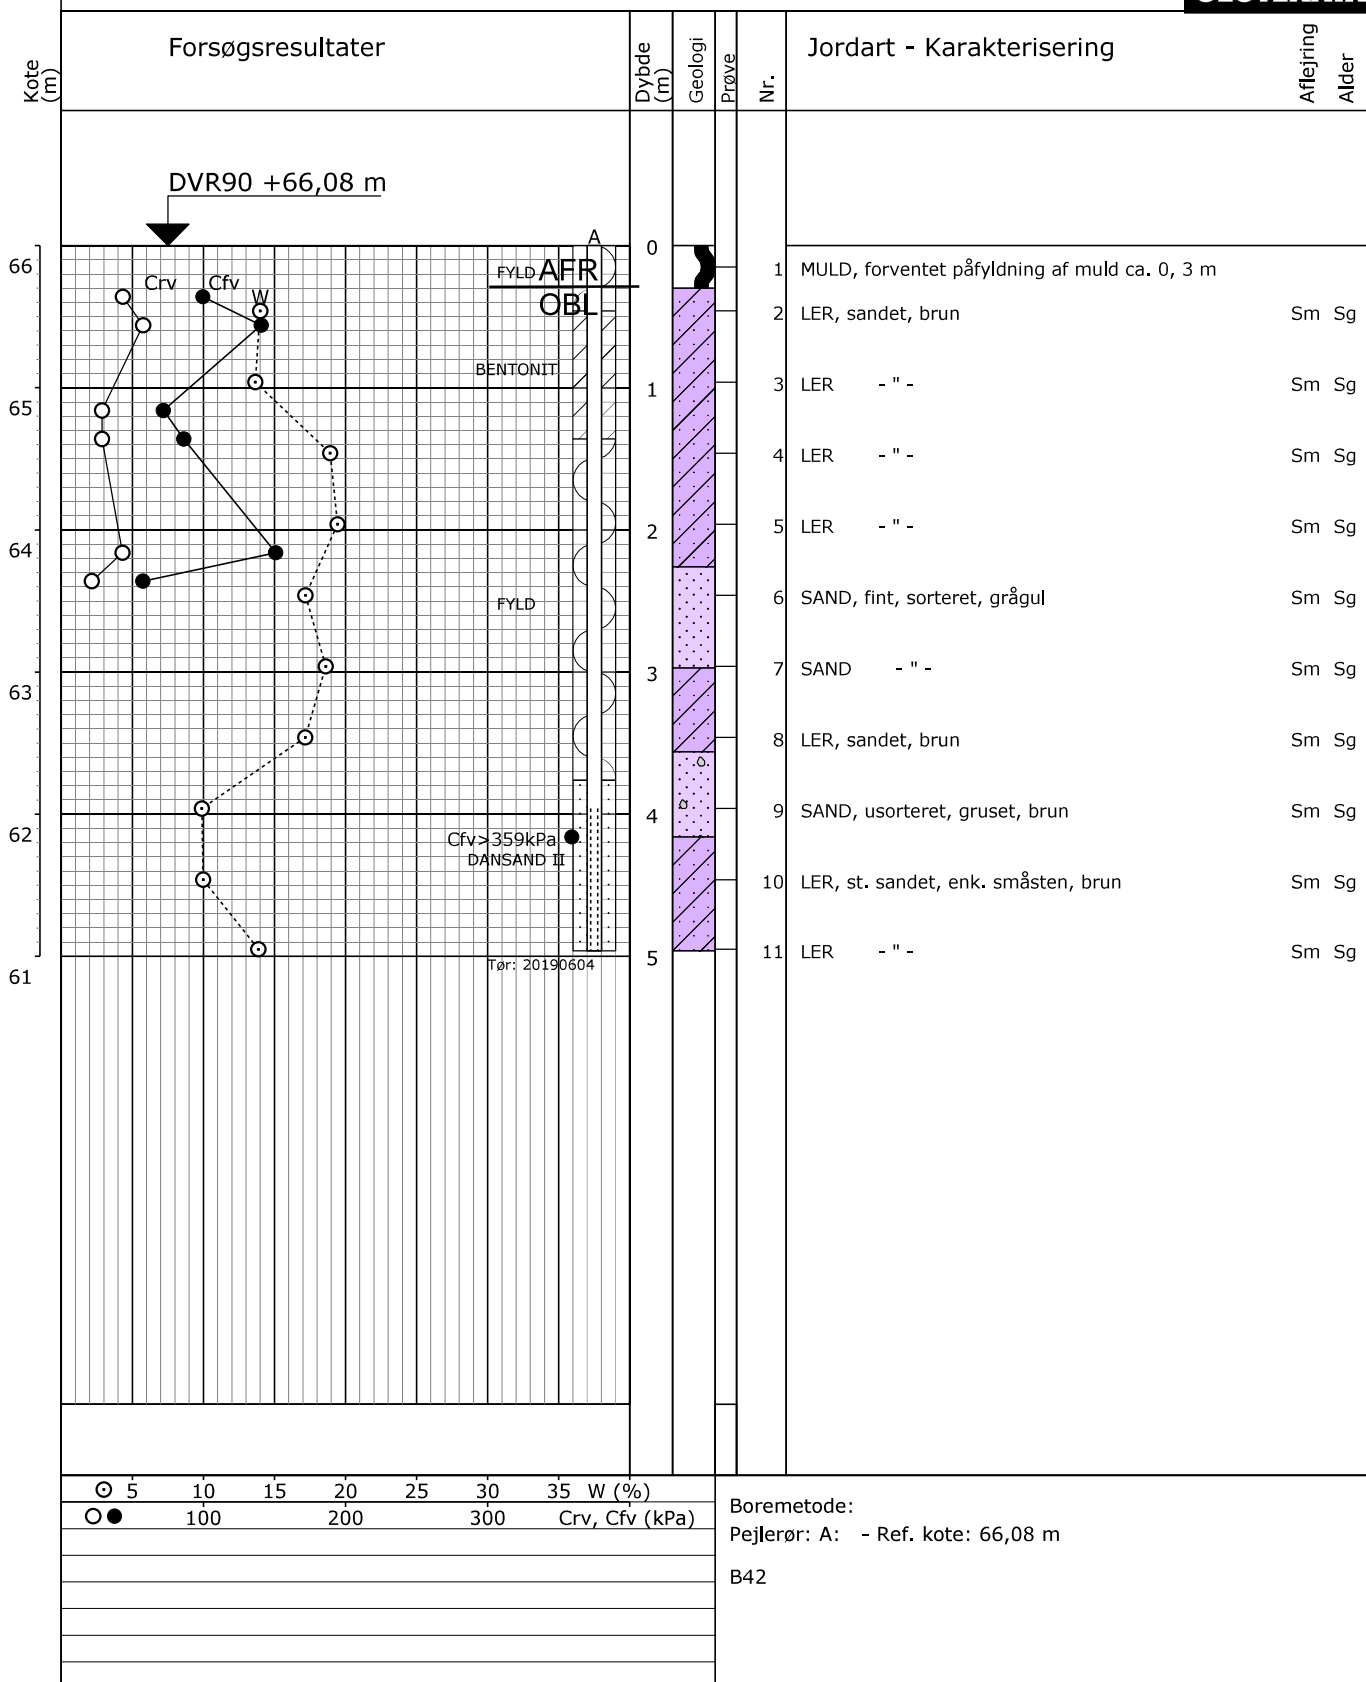 Kote (m)
Forsøgsresultater
Dybde (m)
Geologi
Prøve
Nr.
Jordart - Karakterisering
Aflejring
Alder
DVR90 +66,08 m
A
0
66
FYLD AFR
1 MULD, forventet påfyldning af muld ca. 0, 3 m
Crv Cfv W
OBL
2 LER, sandet, brun Sm Sg
BENTONIT
3 LER - " - Sm Sg
1
65
4 LER - " - Sm Sg
5 LER - " - Sm Sg
2
64
FYLD
6 SAND, fint, sorteret, grågul Sm Sg
7 SAND - " - Sm Sg
3
63
8 LER, sandet, brun Sm Sg
9 SAND, usorteret, gruset, brun Sm Sg
4
62
Cfv>359kPa
DANSAND II
10 LER, st. sandet, enk. småsten, brun Sm Sg
11 LER - " - Sm Sg
5
Tør: 20190604
61
5 10 15 20 25 30 35 W (%)
100 200 300 Crv, Cfv (kPa)
Boremetode:
Pejlerør: A: - Ref. kote: 66,08 m
B42